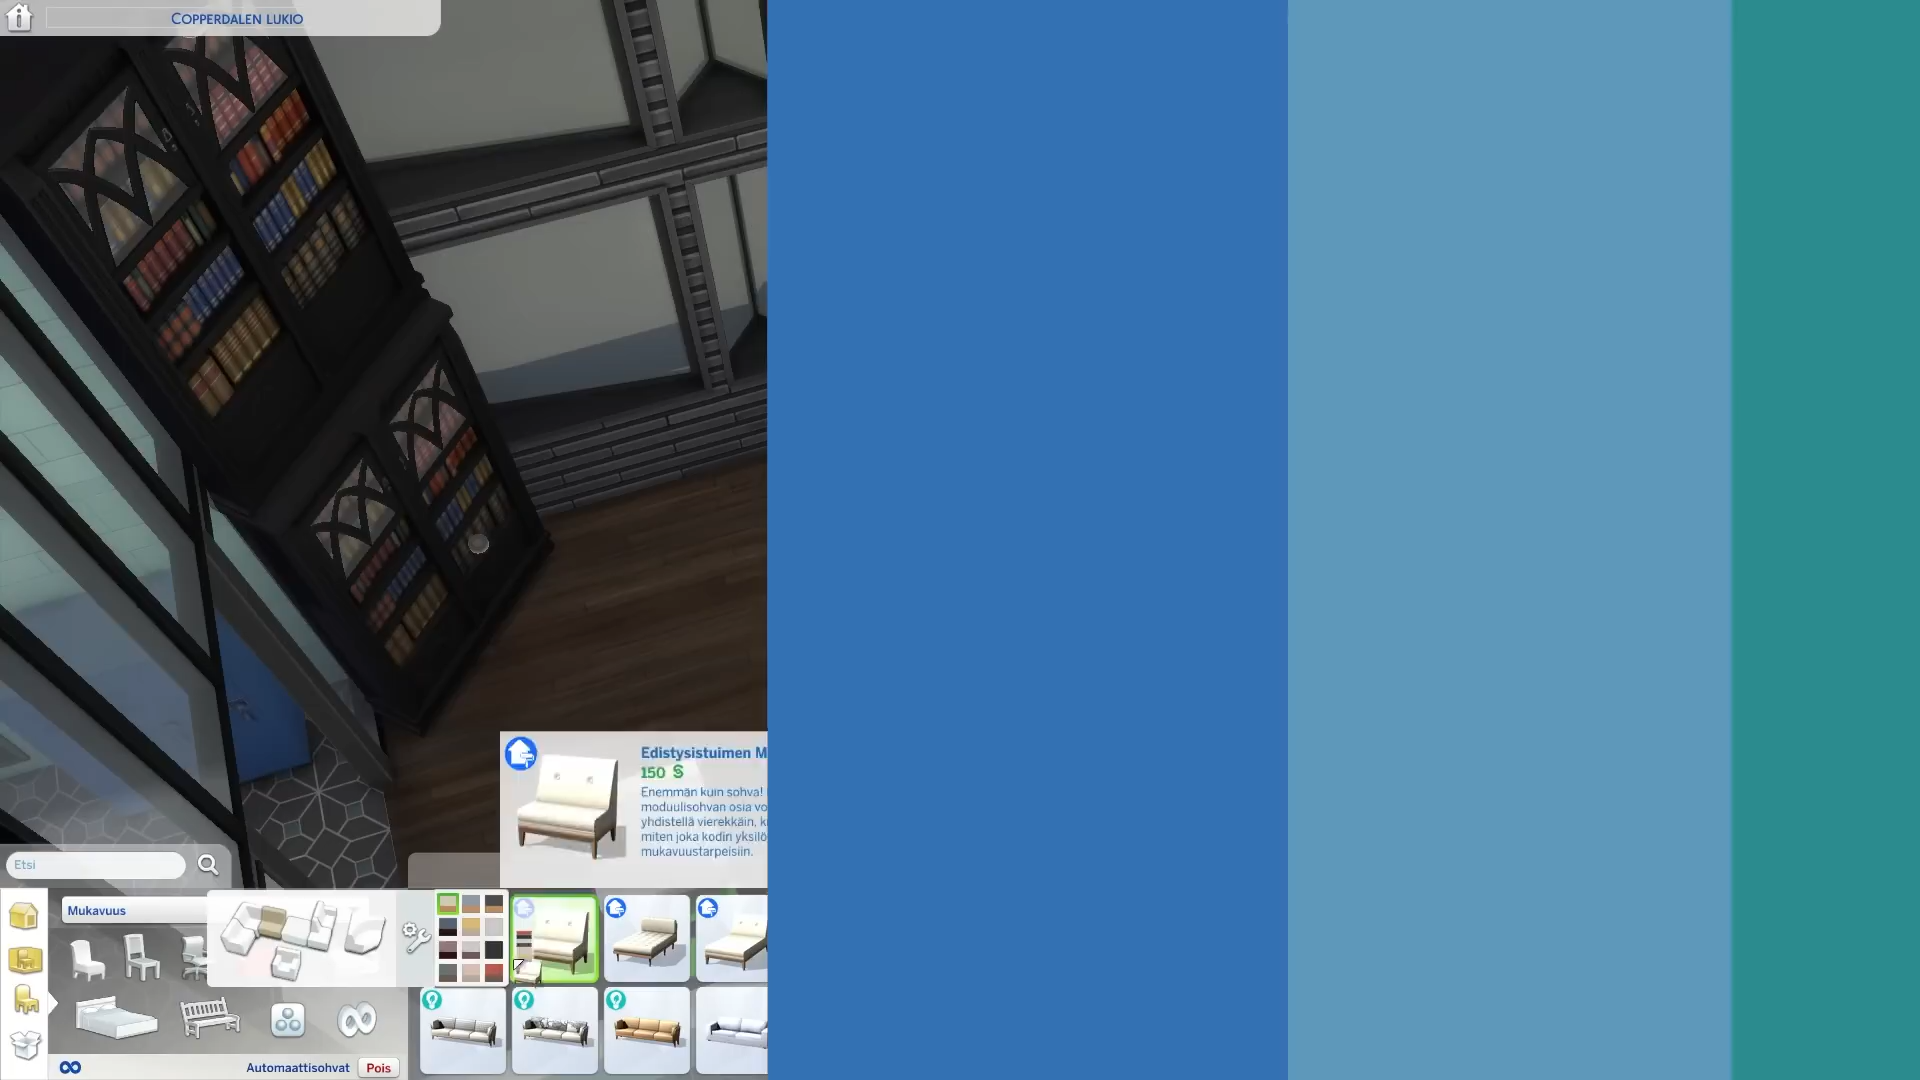 COPPERDALEN LUKIO
Edistysistuimen M
150 §
Enemmän kuin sohva!
moduulisohvan osia vo
yhdistellä vierekkäin, k
miten joka kodin yksilö
mukavuustarpeisiin.
Etsi
Mukavuus
Automaattisohvat
Pois